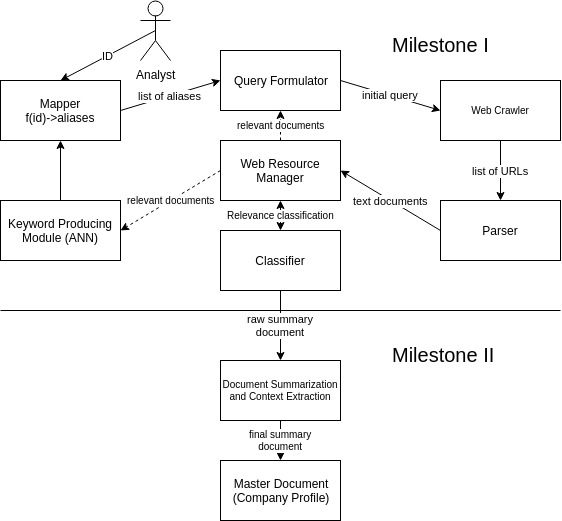 Milestone I
ID
Analyst
Mapper
f(id)->aliases
list of aliases
Query Formulator
initial query
Web Crawler
relevant documents
list of URLs
Web Resource
Manager
relevant documents
text documents
Keyword Producing
Module (ANN)
Relevance classification
Parser
Classifier
raw summary
document
Milestone II
Document Summarization
and Context Extraction
final summary
document
Master Document
(Company Profile)